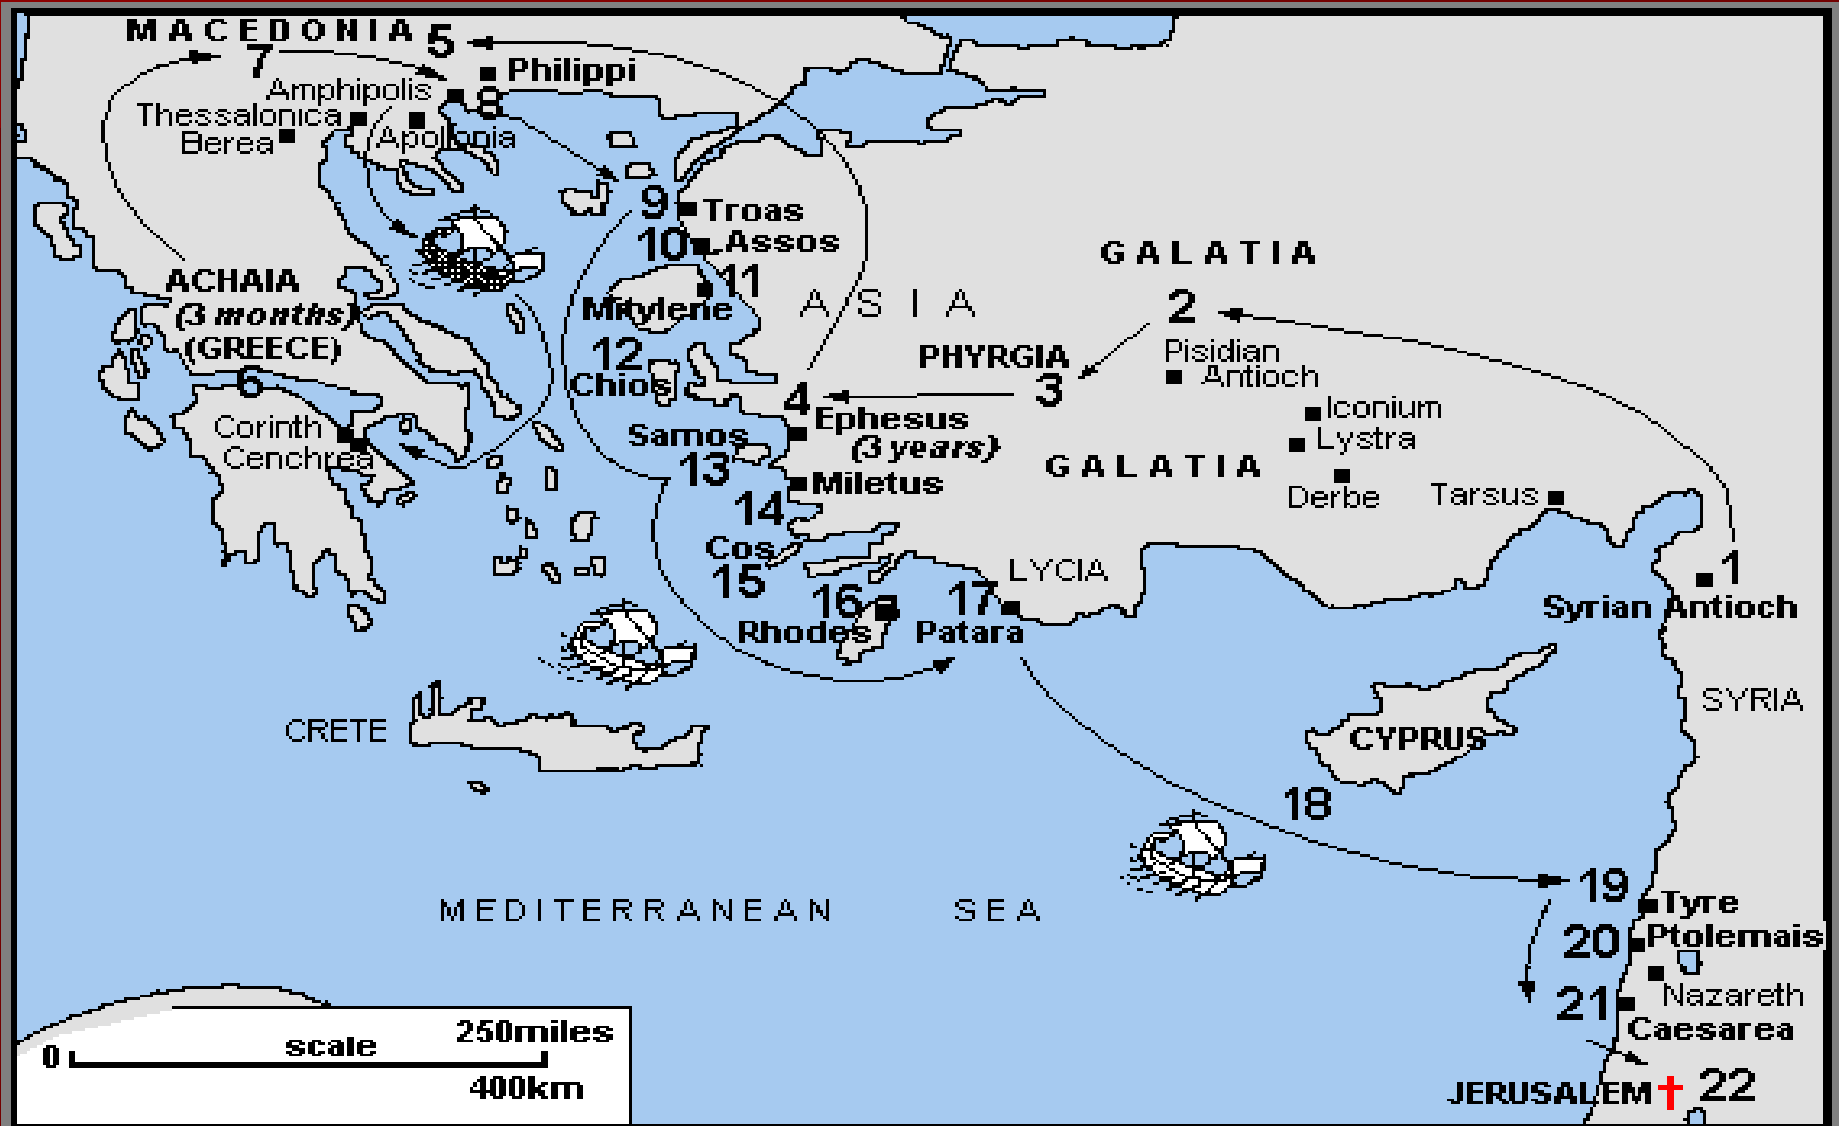 MACEDONIA 5
7
Philippi
Amphipolis
8
Thessalonica
Apollonia
Berea
9
Troas
10
Assos
11
Mitylene
ACHAIA
(3 months)
(GREECE)
6
ASIA
GALATIA
2
PHYRGIA
3
Pisidian
Antioch
12
Chios
4
Ephesus
(3 years)
Iconium
Lystra
Corinth
Cenchrea
Samos
13
GALATIA
Miletus
14
Derbe
Tarsus
Cos
15
LYCIA
1
16
17
Syrian Antioch
Rhodes
Patara
SYRIA
CRETE
CYPRUS
18
19
Tyre
MEDITERRANEAN SEA
20
Ptolemais
21
Nazareth
Caesarea
250miles
0 scale
400km
JERUSALEM 22